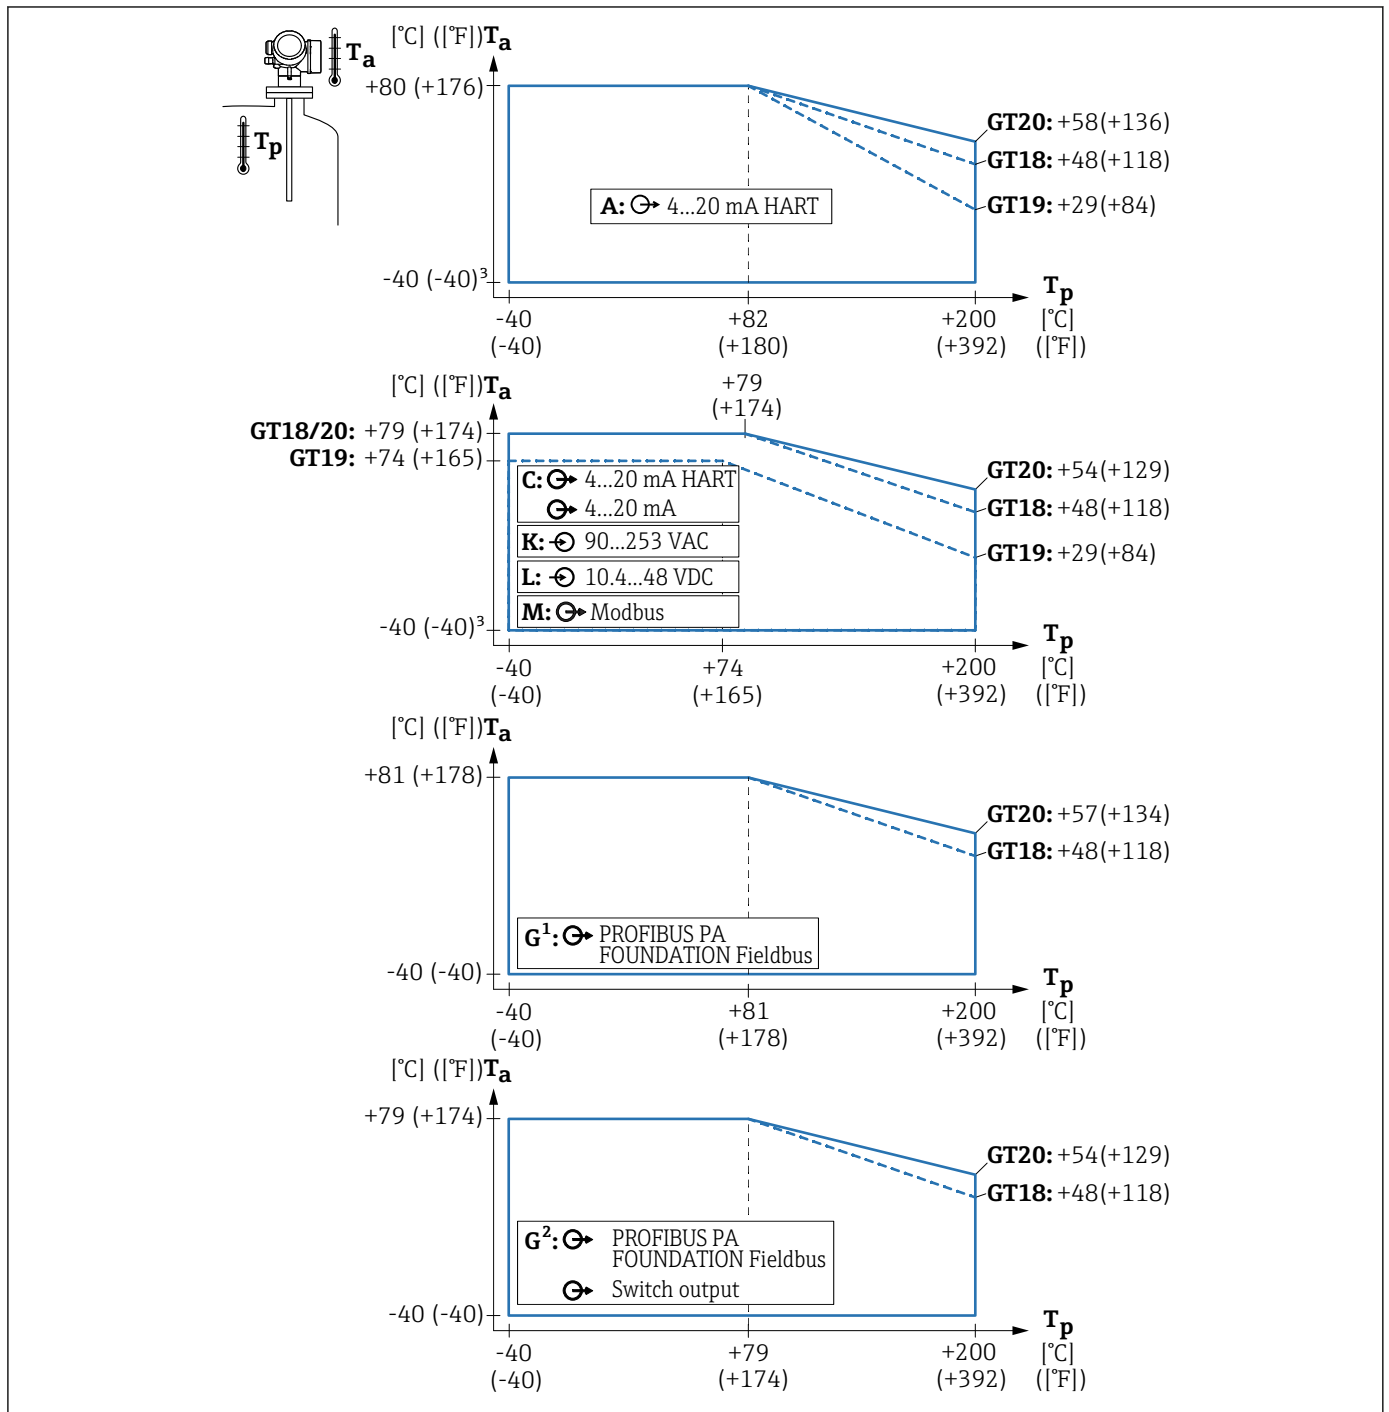 [°C] ([°F]) Ta
Ta
Tp
+80 (+176)
GT20: +58(+136)
GT18: +48(+118)
GT19: +29(+84)
A: 4...20 mA HART
-40 (-40)³
Tp
-40 +82 +200 [°C]
(-40) (+180) (+392) ([°F])
[°C] ([°F]) Ta
+79
(+174)
GT18/20: +79 (+174)
GT19: +74 (+165)
GT20: +54(+129)
GT18: +48(+118)
GT19: +29(+84)
C: 4...20 mA HART
4...20 mA
K: 90...253 VAC
L: 10.4...48 VDC
M: Modbus
-40 (-40)³
Tp
-40 +74 +200 [°C]
(-40) (+165) (+392) ([°F])
[°C] ([°F]) Ta
+81 (+178)
GT20: +57(+134)
GT18: +48(+118)
G¹: PROFIBUS PA
FOUNDATION Fieldbus
-40 (-40)
Tp
-40 +81 +200 [°C]
(-40) (+178) (+392) ([°F])
[°C] ([°F]) Ta
+79 (+174)
GT20: +54(+129)
GT18: +48(+118)
G²: PROFIBUS PA
FOUNDATION Fieldbus
Switch output
-40 (-40)
Tp
-40 +79 +200 [°C]
(-40) (+174) (+392) ([°F])